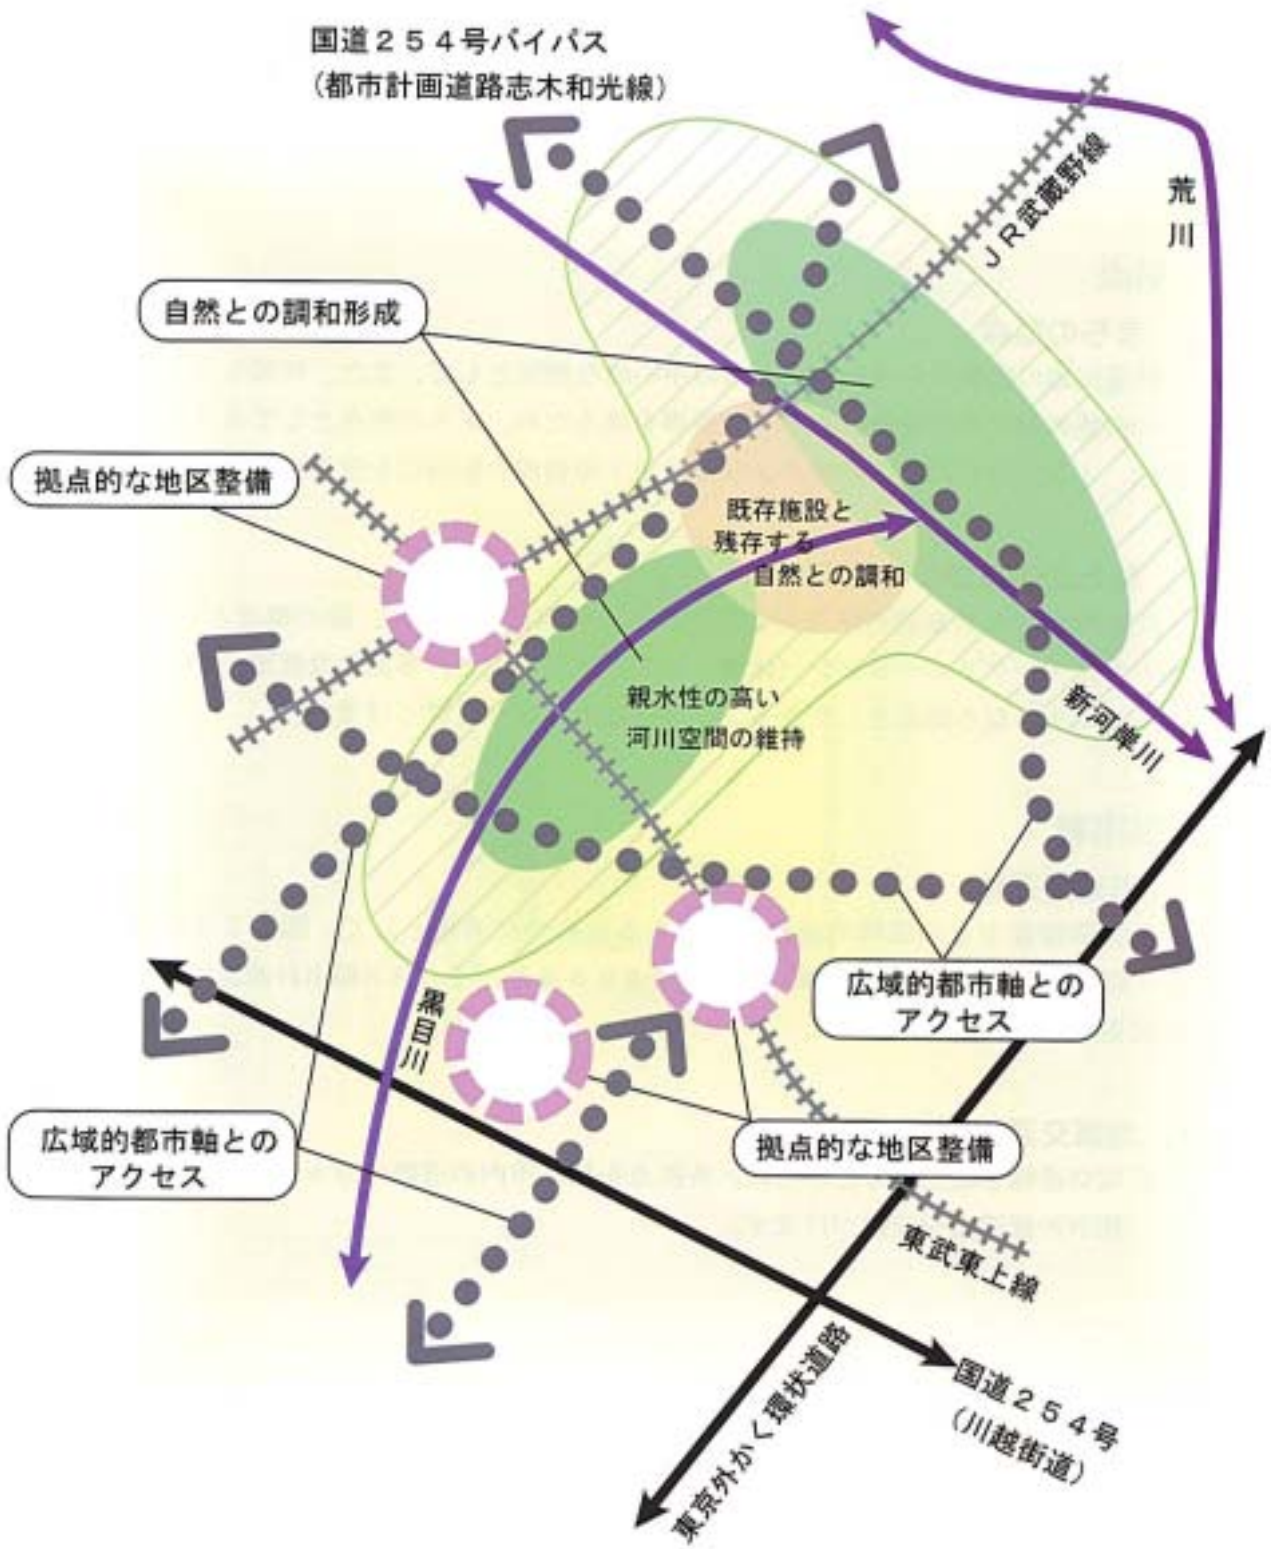 国道２５４号バイパス
（都市計画道路志木和光線）
荒川
ＪＲ武蔵野線
自然との調和形成
拠点的な地区整備
既存施設と
残存する
自然との調和
親水性の高い
河川空間の維持
新河岸川
広域的都市軸との
アクセス
黒目川
広域的都市軸との
アクセス
拠点的な地区整備
東武東上線
東京外かく環状道路
国道２５４号
（川越街道）